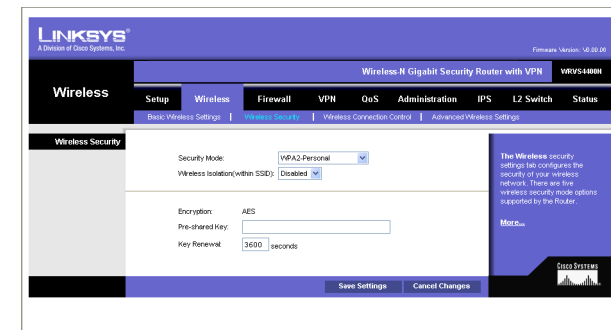 LINKSYS®
A Division of Cisco Systems, Inc.
Firmware Version: V0.00.06
Wireless-N Gigabit Security Router with VPN WRVS4400N
Wireless
Setup Wireless Firewall VPN QoS Administration IPS L2 Switch Status
Basic Wireless Settings | Wireless Security | Wireless Connection Control | Advanced Wireless Settings
Wireless Security
Security Mode: WPA2-Personal
Wireless Isolation(within SSID): Disabled
Encryption: AES
Pre-shared Key:
Key Renewal: 3600 seconds
The Wireless security
settings tab configures the
security of your wireless
network. There are five
wireless security mode options
supported by the Router.
More...
Save Settings Cancel Changes
CISCO SYSTEMS